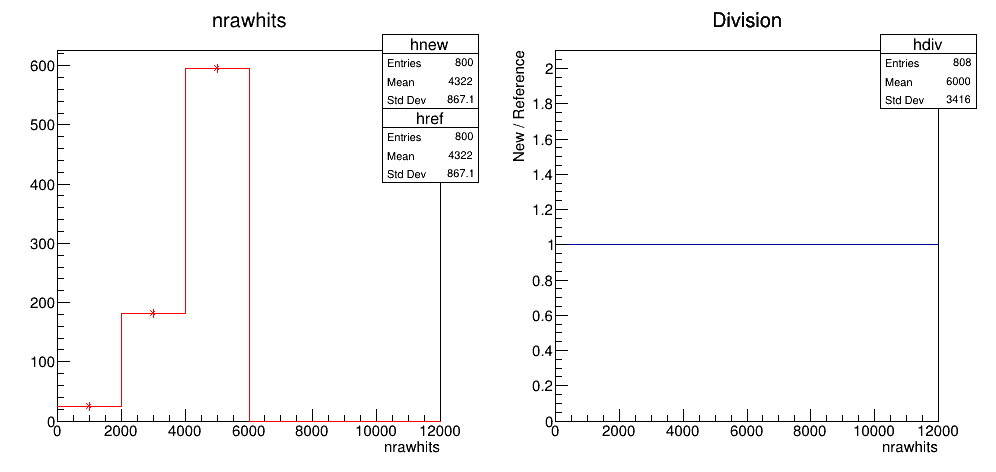 nrawhits
hnew
Entries 800
Mean 4322
Std Dev 867.1
href
Entries 800
Mean 4322
Std Dev 867.1
600
500
400
300
200
100
0
0 2000 4000 6000 8000 10000 12000
nrawhits
Division
hdiv
Entries 808
Mean 6000
Std Dev 3416
New / Reference
2
1.8
1.6
1.4
1.2
1
0.8
0.6
0.4
0.2
0
0 2000 4000 6000 8000 10000 12000
nrawhits